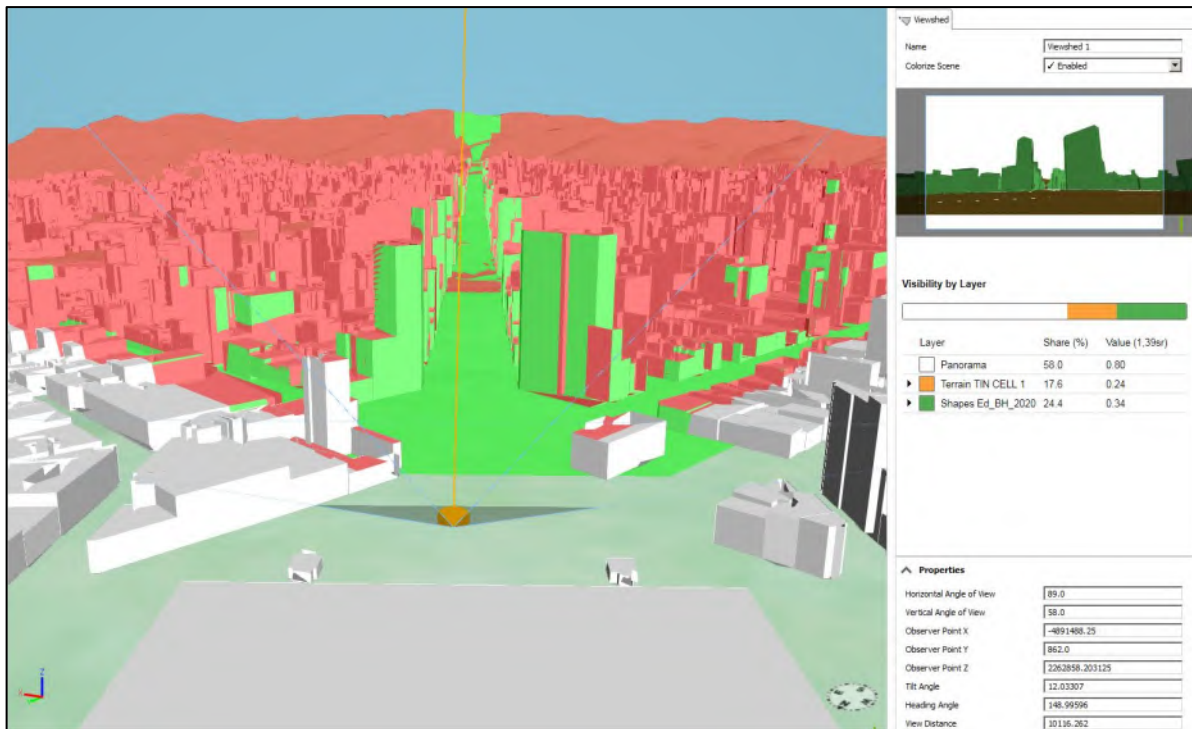 Viewshed
Name Viewshed 1
Colorize Scene ✓ Enabled
Visibility by Layer
Layer Share (%) Value (1,39sr)
Panorama 58.0 0.80
Terrain TIN CELL 1 17.6 0.24
Shapes Ed_BH_2020 24.4 0.34
Properties
Horizontal Angle of View 89.0
Vertical Angle of View 58.0
Observer Point X -4891488.25
Observer Point Y 862.0
Observer Point Z 2262858.203125
Tilt Angle 12.03307
Heading Angle 148.99596
View Distance 10116.262
Z